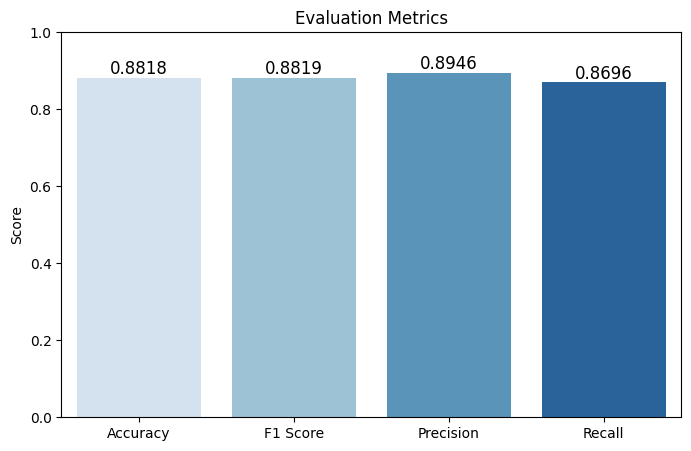 Evaluation Metrics
1.0
0.8
0.6
0.4
0.2
0.0
Score
0.8818
0.8819
0.8946
0.8696
Accuracy
F1 Score
Precision
Recall